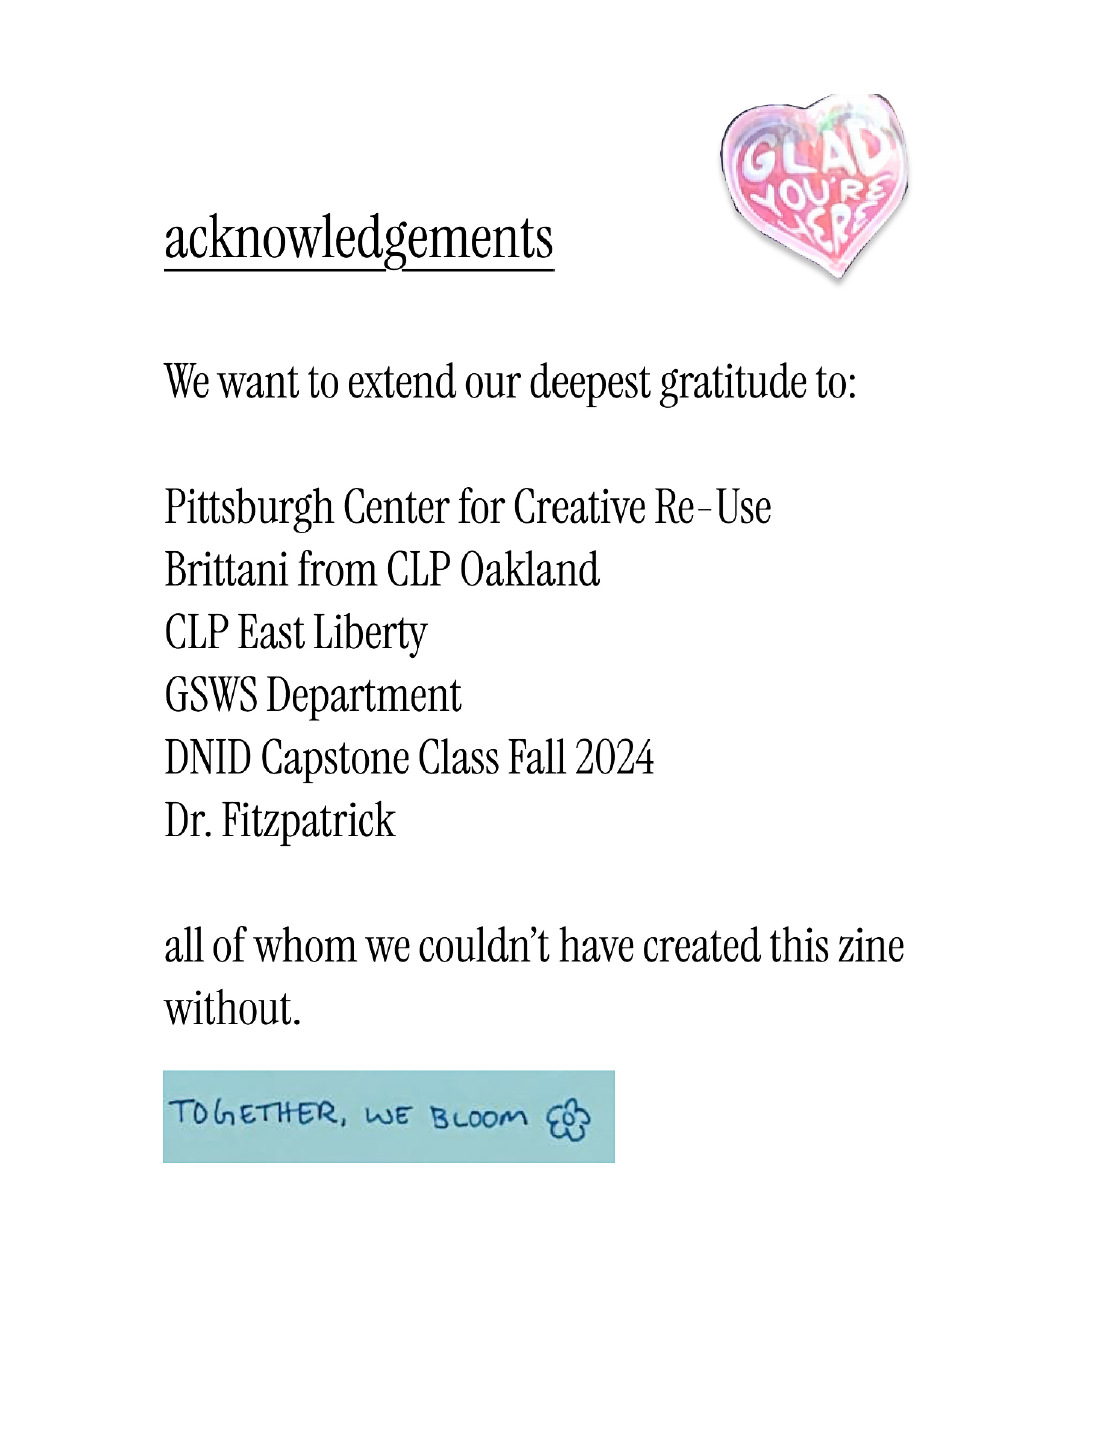 GLAD
YOU'RE
HERE
acknowledgements
We want to extend our deepest gratitude to:
Pittsburgh Center for Creative Re-Use
Brittani from CLP Oakland
CLP East Liberty
GSWS Department
DNID Capstone Class Fall 2024
Dr. Fitzpatrick
all of whom we couldn’t have created this zine
without.
TOGETHER, WE BLOOM